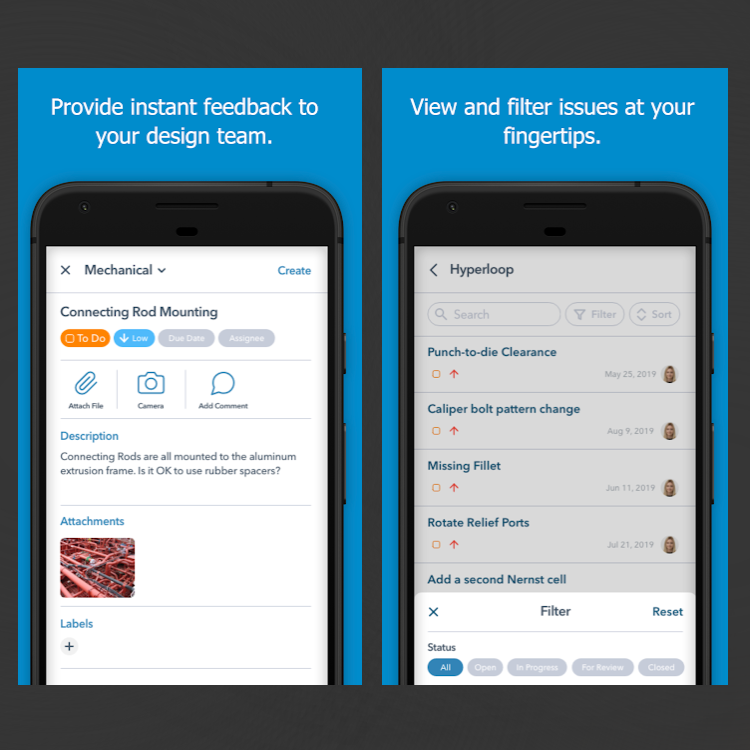 Provide instant feedback to
your design team.
Mechanical
Create
Connecting Rod Mounting
To Do
Low
Due Date
Assignee
Attach File
Camera
Add Comment
Description
Connecting Rods are all mounted to the aluminum
extrusion frame. Is it OK to use rubber spacers?
Attachments
Labels
View and filter issues at your
fingertips.
Hyperloop
Search
Filter
Sort
Punch-to-die Clearance
May 25, 2019
Caliper bolt pattern change
Aug 9, 2019
Missing Fillet
Jun 11, 2019
Rotate Relief Ports
Jul 21, 2019
Add a second Nernst cell
Filter
Reset
Status
All
Open
In Progress
For Review
Closed